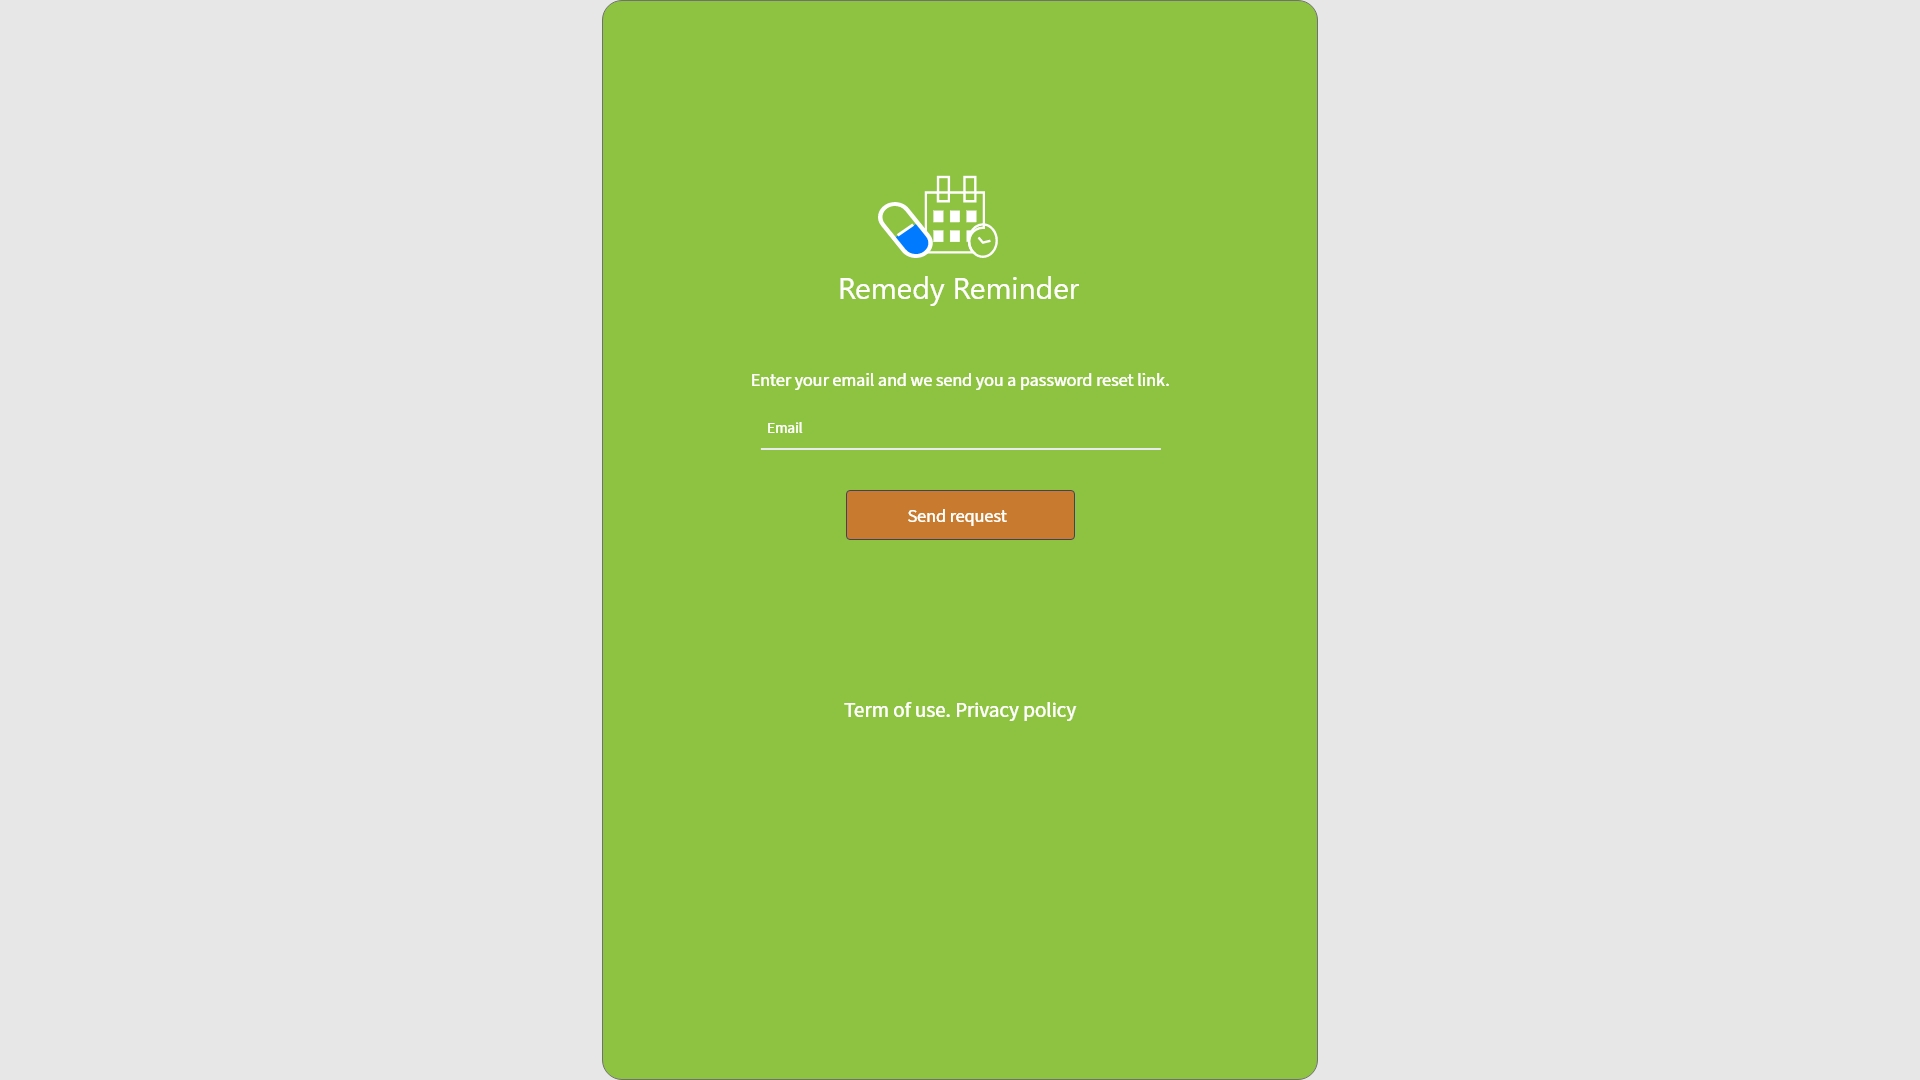 Remedy Reminder
Enter your email and we send you a password reset link.
Email
Send request
Term of use. Privacy policy